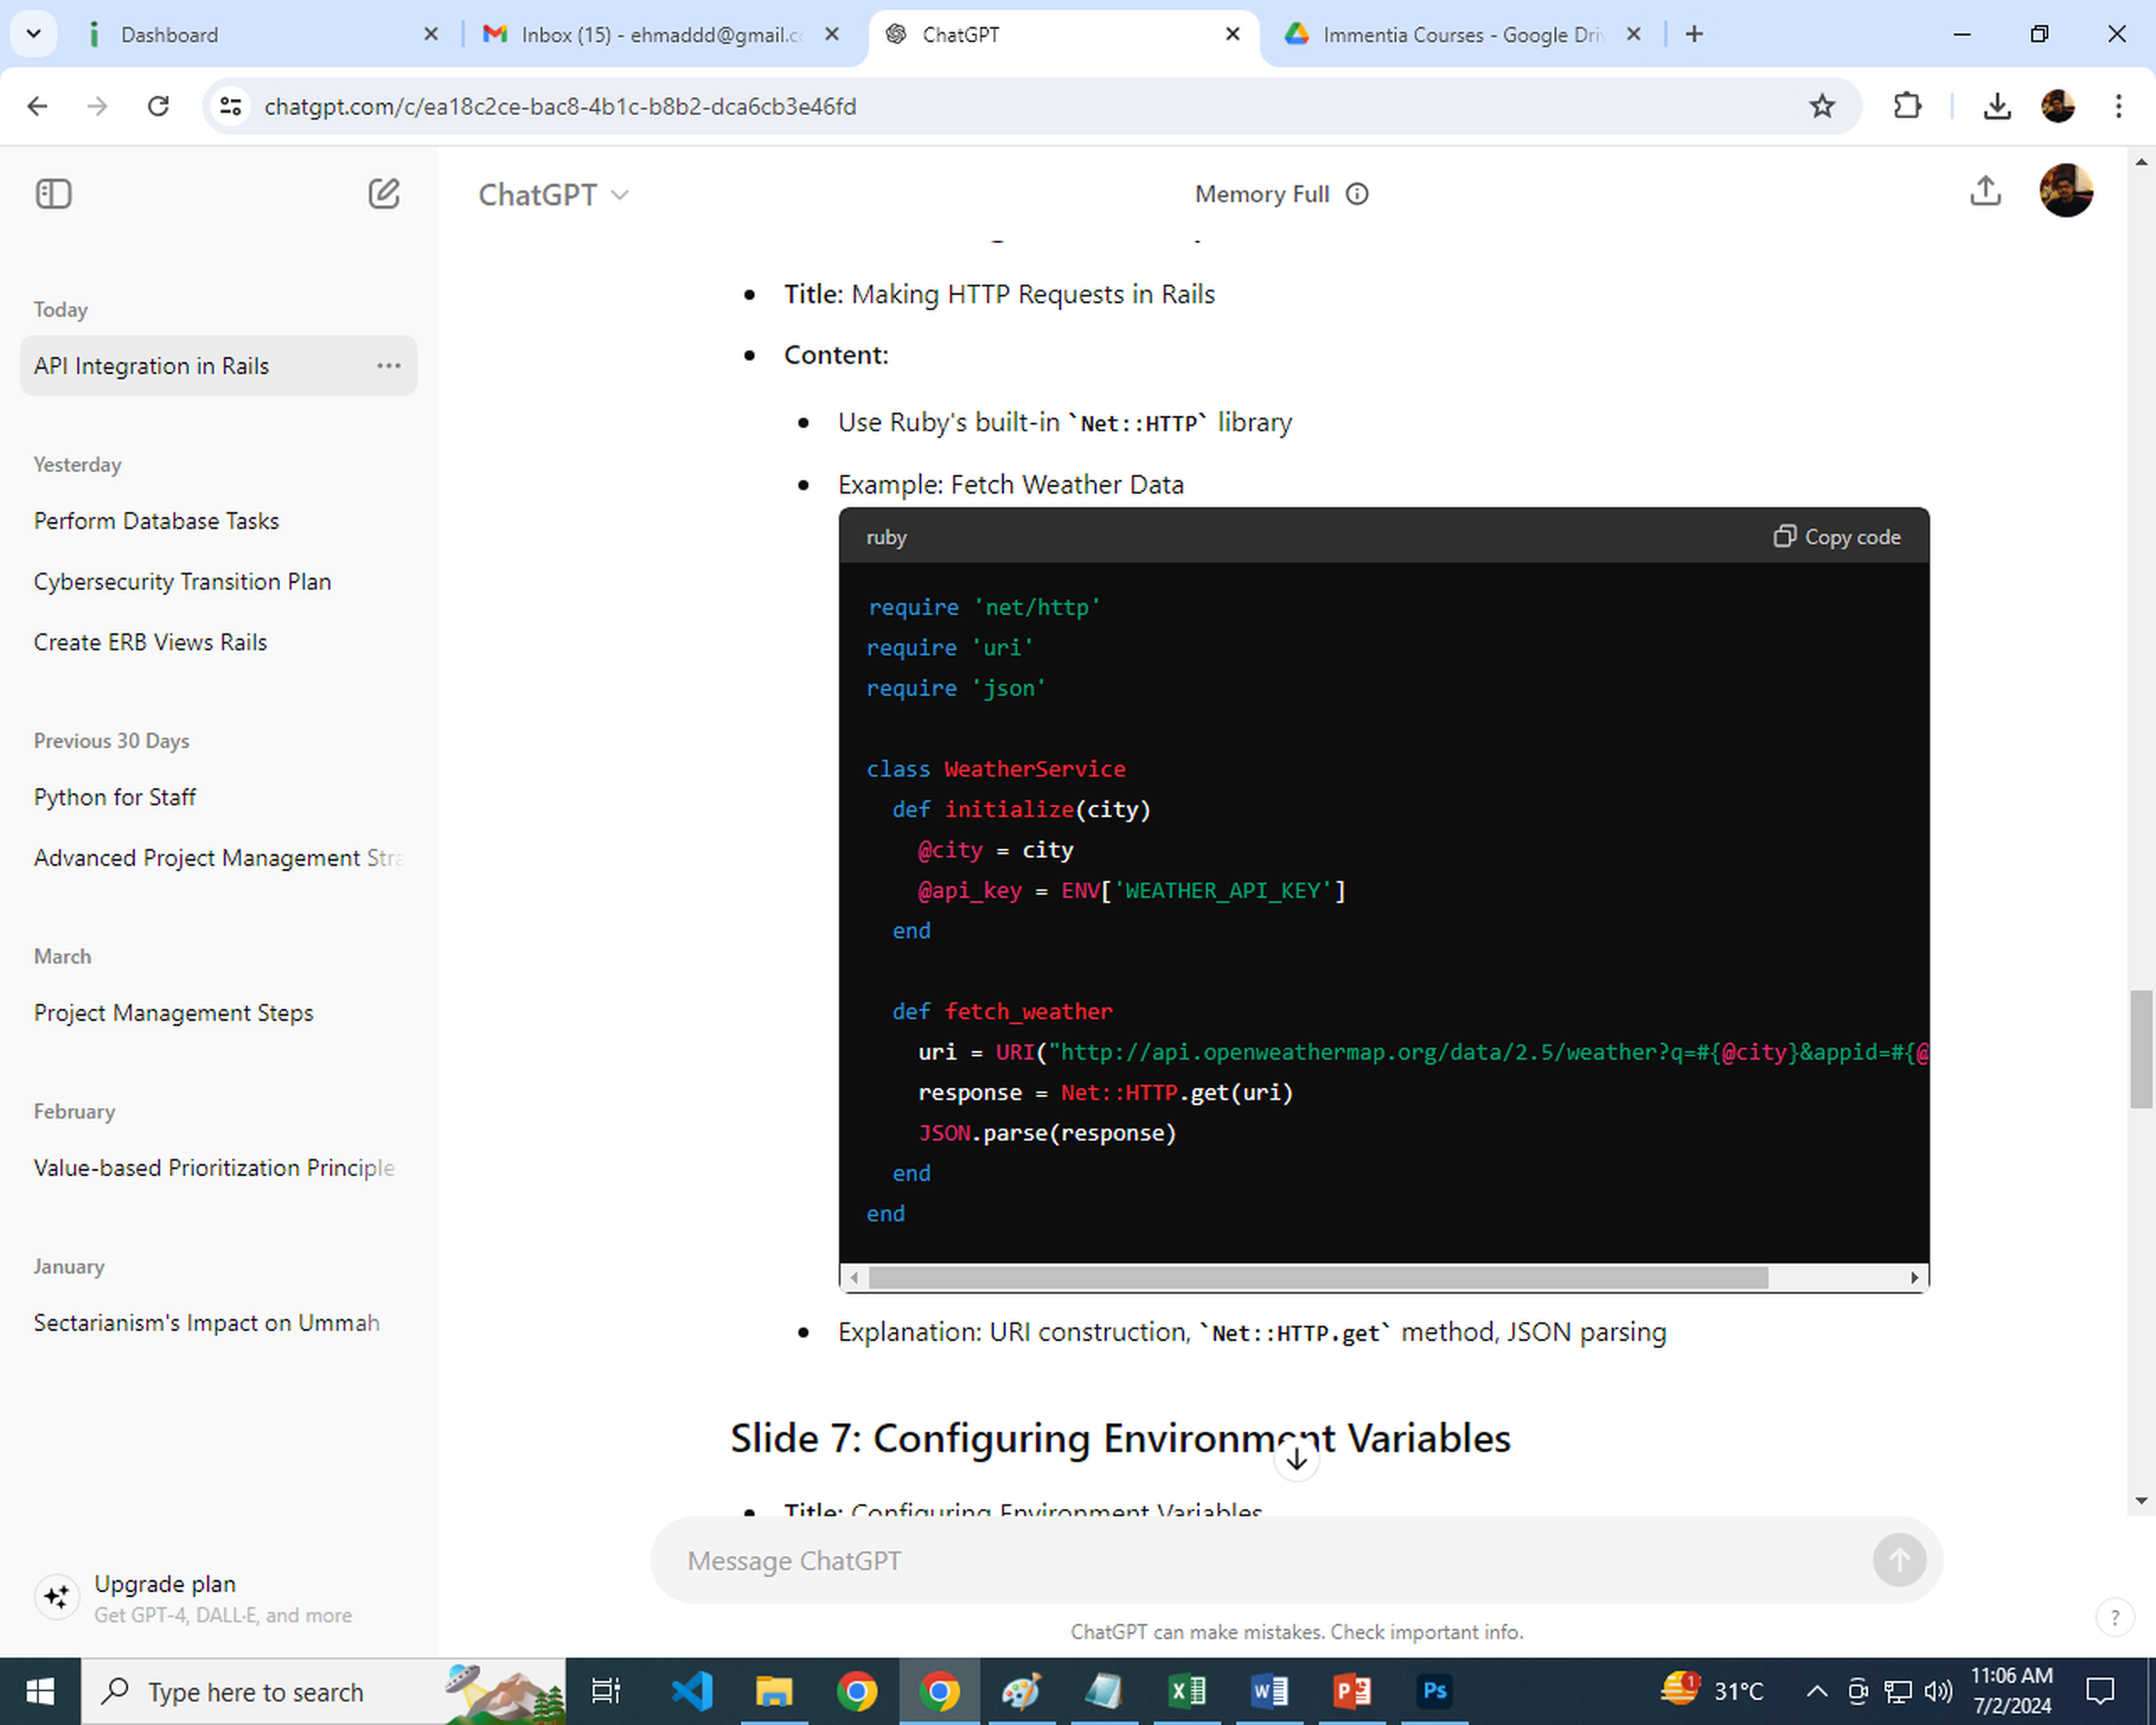 Dashboard
Inbox (15) - ehmaddd@gmail.c
ChatGPT
Immentia Courses - Google Dri
chatgpt.com/c/ea18c2ce-bac8-4b1c-b8b2-dca6cb3e46fd
ChatGPT
Memory Full
Today
API Integration in Rails
Yesterday
Perform Database Tasks
Cybersecurity Transition Plan
Create ERB Views Rails
Previous 30 Days
Python for Staff
Advanced Project Management Stra
March
Project Management Steps
February
Value-based Prioritization Principle
January
Sectarianism's Impact on Ummah
Upgrade plan
Get GPT-4, DALL·E, and more
Title: Making HTTP Requests in Rails
Content:
Use Ruby's built-in `Net::HTTP` library
Example: Fetch Weather Data
ruby
Copy code
require 'net/http'
require 'uri'
require 'json'
class WeatherService
def initialize(city)
@city = city
@api_key = ENV['WEATHER_API_KEY']
end
def fetch_weather
uri = URI("http://api.openweathermap.org/data/2.5/weather?q=#{@city}&appid=#{@
response = Net::HTTP.get(uri)
JSON.parse(response)
end
end
Explanation: URI construction, `Net::HTTP.get` method, JSON parsing
Slide 7: Configuring Environment Variables
Title: Configuring Environment Variables
Message ChatGPT
ChatGPT can make mistakes. Check important info.
?
Type here to search
Ps
1
31°C
11:06 AM
7/2/2024